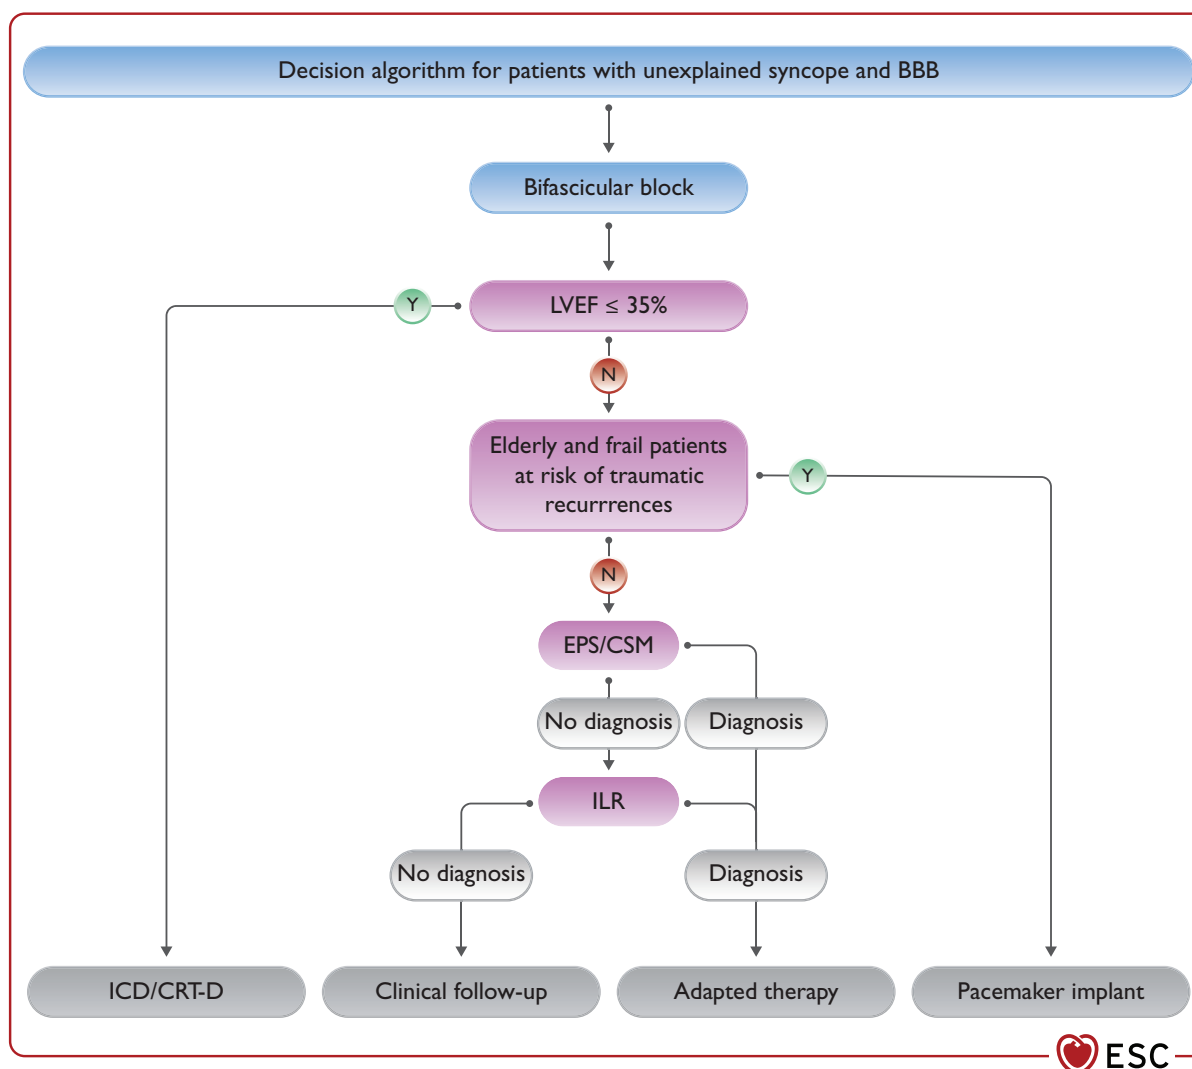 Decision algorithm for patients with unexplained syncope and BBB
Bifascicular block
Y
LVEF ≤ 35%
N
Elderly and frail patients
at risk of traumatic
recurrrences
Y
N
EPS/CSM
No diagnosis
Diagnosis
ILR
No diagnosis
Diagnosis
ICD/CRT-D
Clinical follow-up
Adapted therapy
Pacemaker implant
ESC